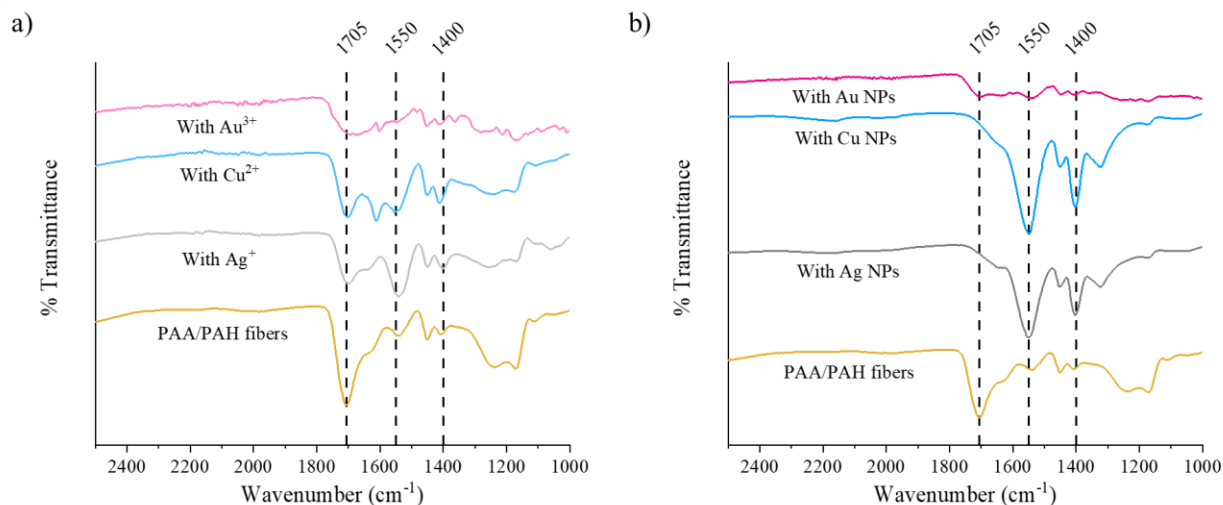 a)
1705
1550
1400
With Au³⁺
With Cu²⁺
With Ag⁺
PAA/PAH fibers
% Transmittance
2400 2200 2000 1800 1600 1400 1200 1000
Wavenumber (cm⁻¹)
b)
1705
1550
1400
With Au NPs
With Cu NPs
With Ag NPs
PAA/PAH fibers
% Transmittance
2400 2200 2000 1800 1600 1400 1200 1000
Wavenumber (cm⁻¹)